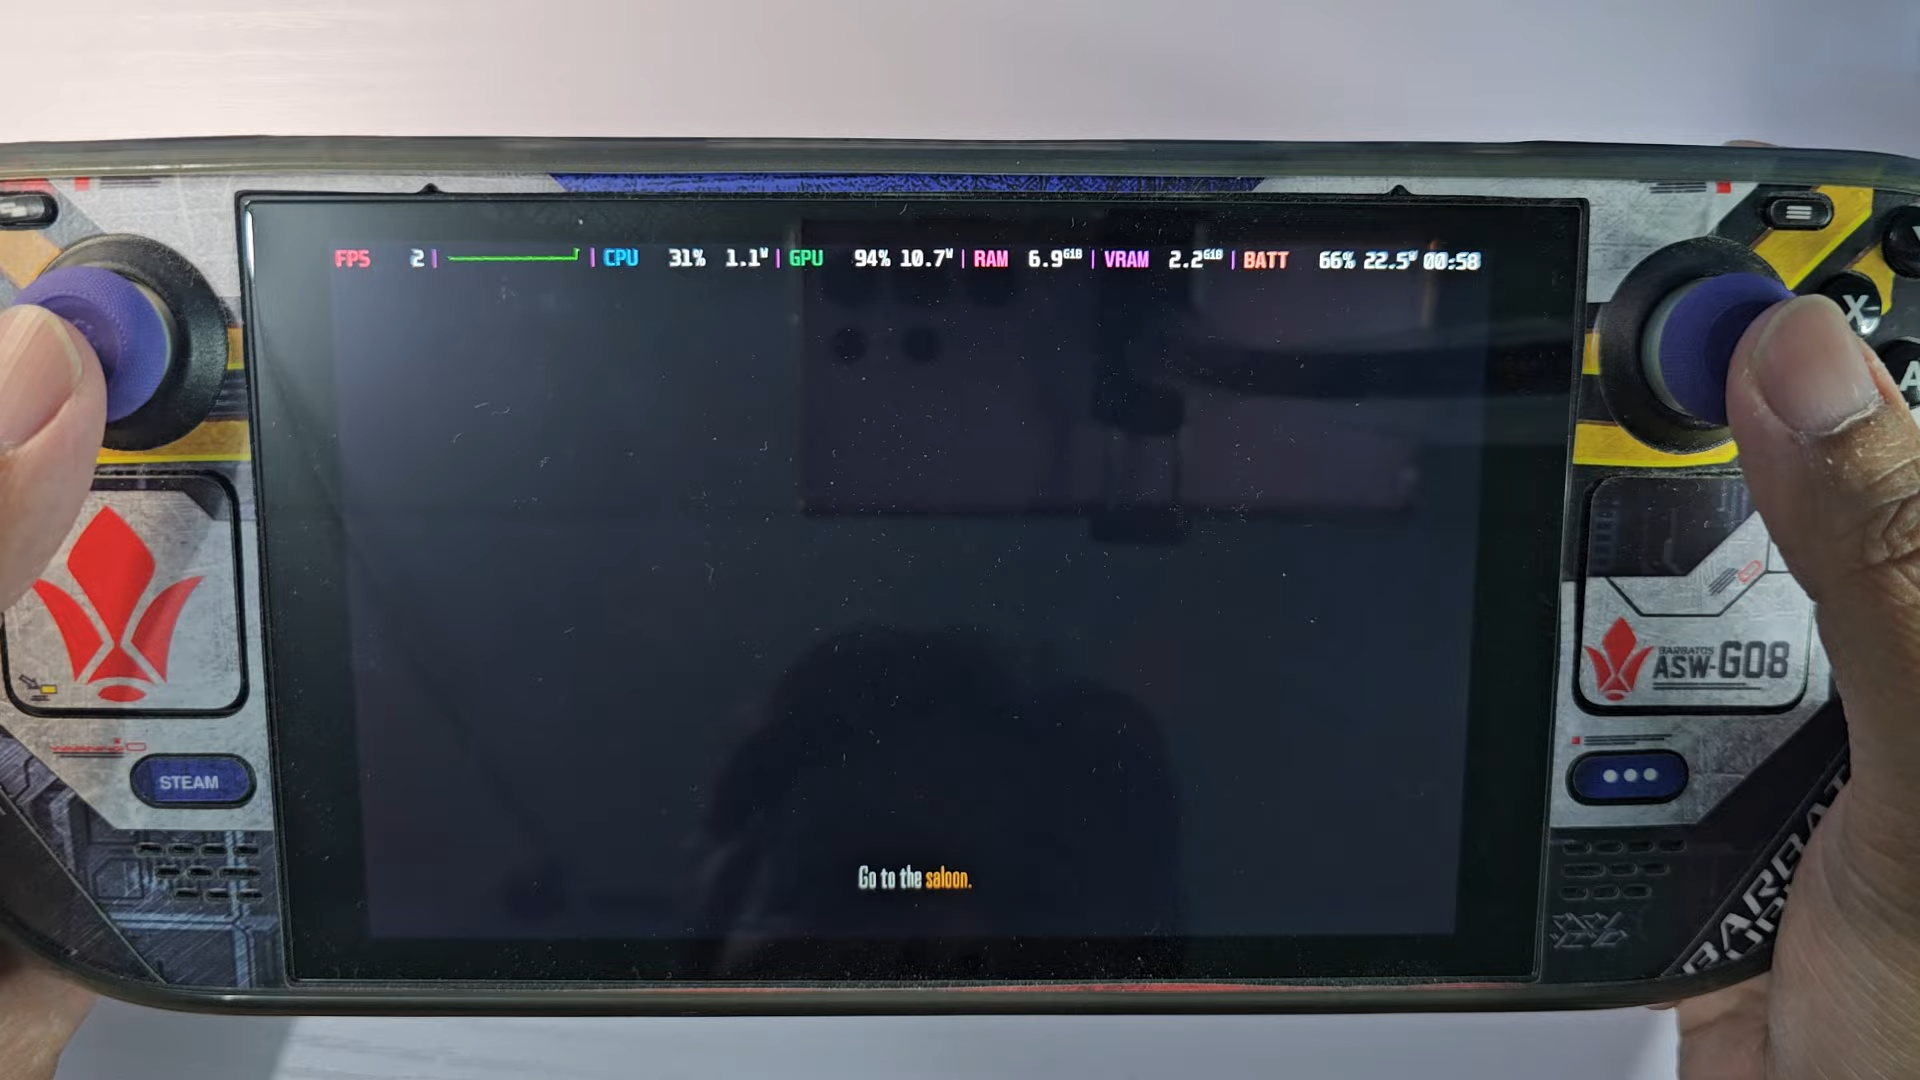 FPS 2 | | CPU 31% 1.1W | GPU 94% 10.7W | RAM 6.9GiB | VRAM 2.2GiB | BATT 66% 22.5W 00:58
X
A
BARBATOS
ASW-G08
STEAM
Go to the saloon.